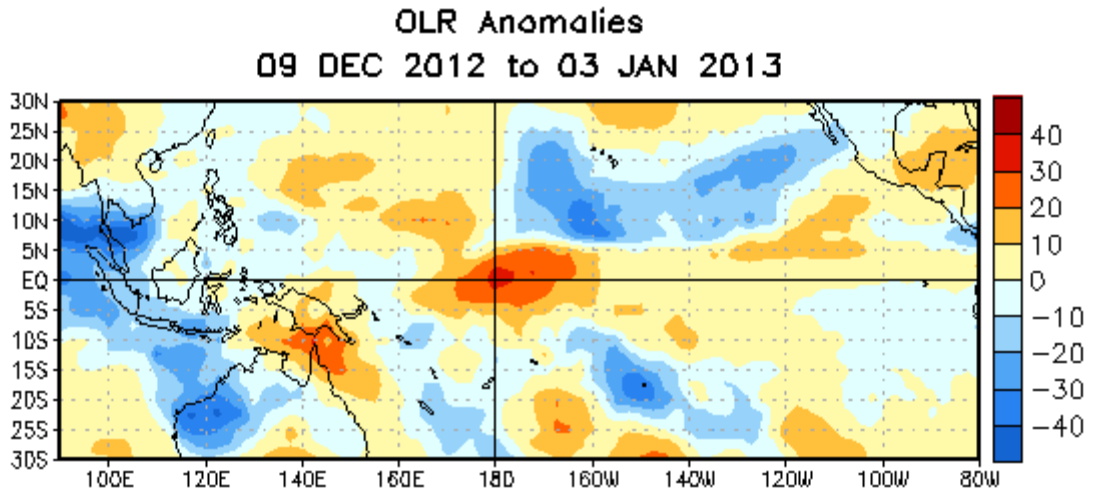 OLR Anomalies
09 DEC 2012 to 03 JAN 2013
30N
25N
20N
15N
10N
5N
EQ
5S
10S
15S
20S
25S
30S
100E
120E
140E
160E
180
160W
140W
120W
100W
80W
40
30
20
10
0
-10
-20
-30
-40